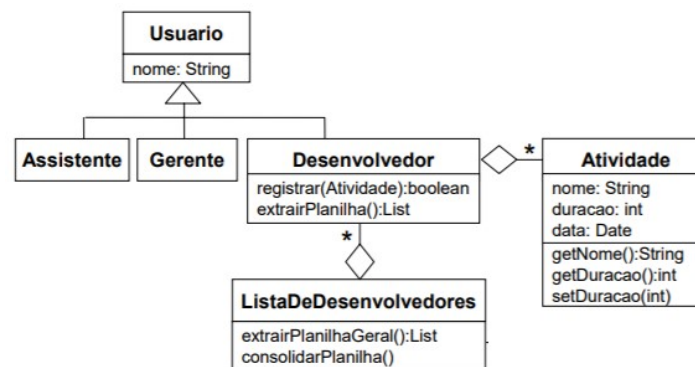 Usuario
nome: String
Assistente
Gerente
Desenvolvedor
registrar(Atividade):boolean
extrairPlanilha():List
*
Atividade
nome: String
duracao: int
data: Date
getNome():String
getDuracao():int
setDuracao(int)
*
ListaDeDesenvolvedores
extrairPlanilhaGeral():List
consolidarPlanilha()